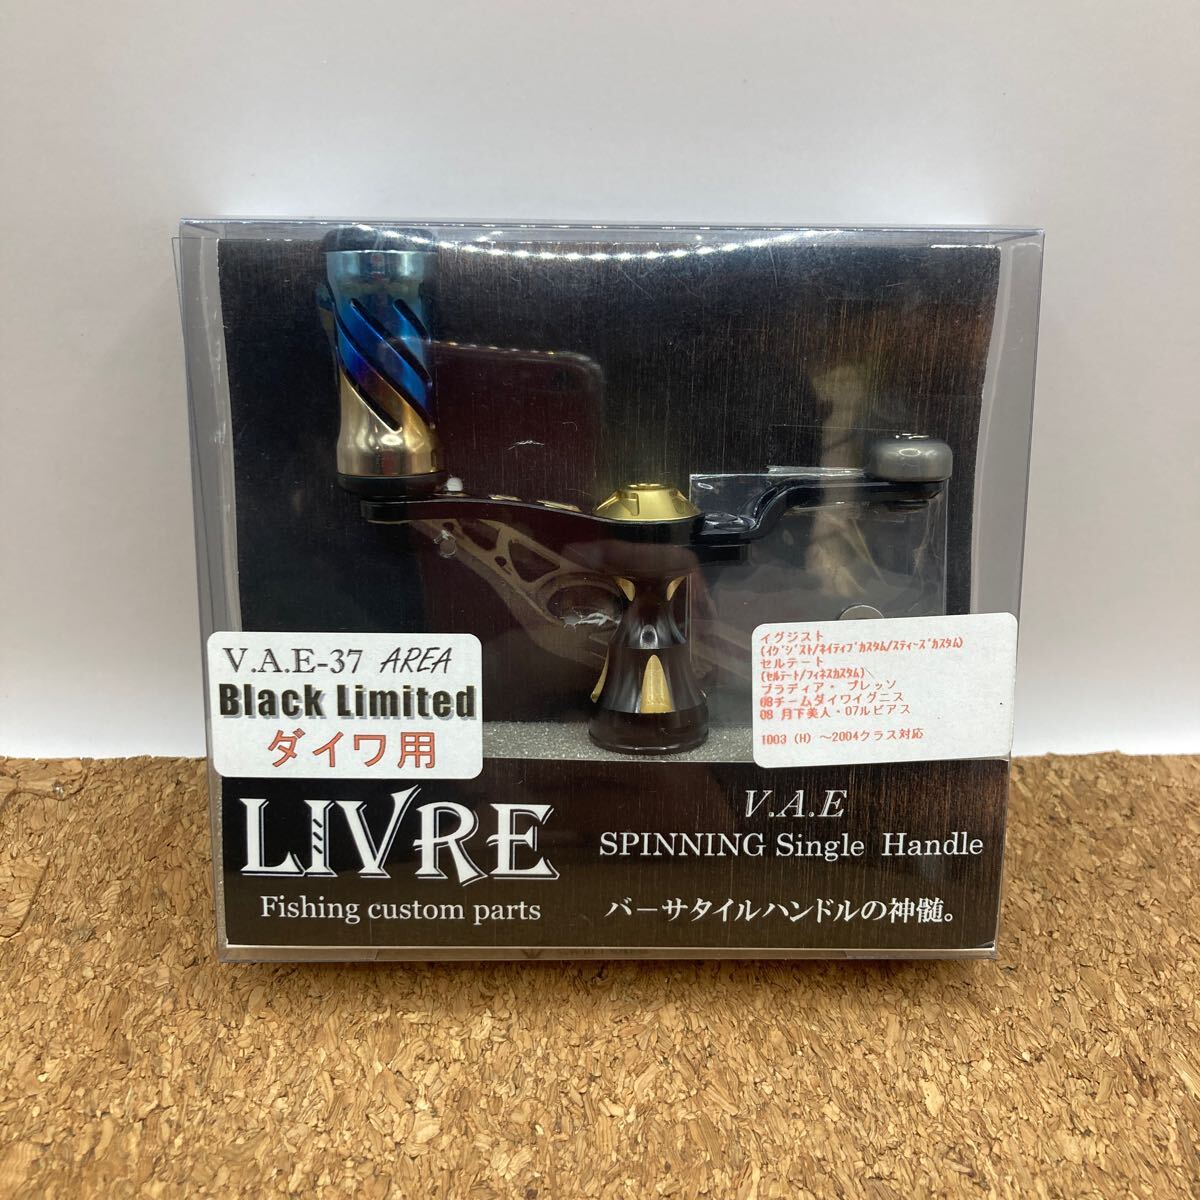 V.A.E-37 AREA
Black Limited
ダイワ用
イグジスト
(ｲｸﾞｼﾞｽﾄ/ﾈｲﾃｨﾌﾞｶｽﾀﾑ/ｽﾃｨｰｽﾞｶｽﾀﾑ)
セルテート
(ｾﾙﾃｰﾄ/ﾌｨﾈｽｶｽﾀﾑ)
ブラディア・ プレッソ
08チームダイワイグニス
08 月下美人・07ルビアス
1003 (H) ～2004クラス対応
LIVRE
Fishing custom parts
V.A.E
SPINNING Single Handle
バーサタイルハンドルの神髄。